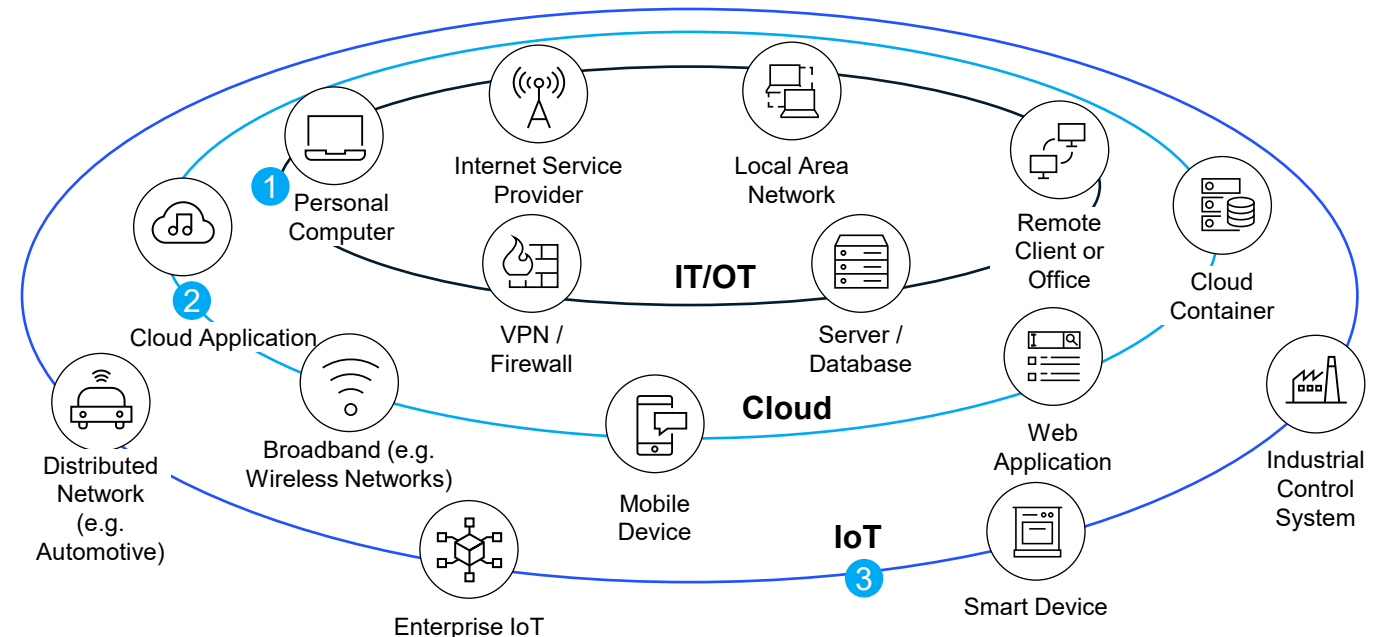 Internet Service
Provider
Local Area
Network
1
Personal
Computer
Remote
Client or
Office
IT/OT
VPN /
Firewall
Server /
Database
Cloud
Container
2
Cloud Application
Cloud
Broadband (e.g.
Wireless Networks)
Mobile
Device
Web
Application
Distributed
Network
(e.g.
Automotive)
Industrial
Control
System
IoT
3
Enterprise IoT
Smart Device